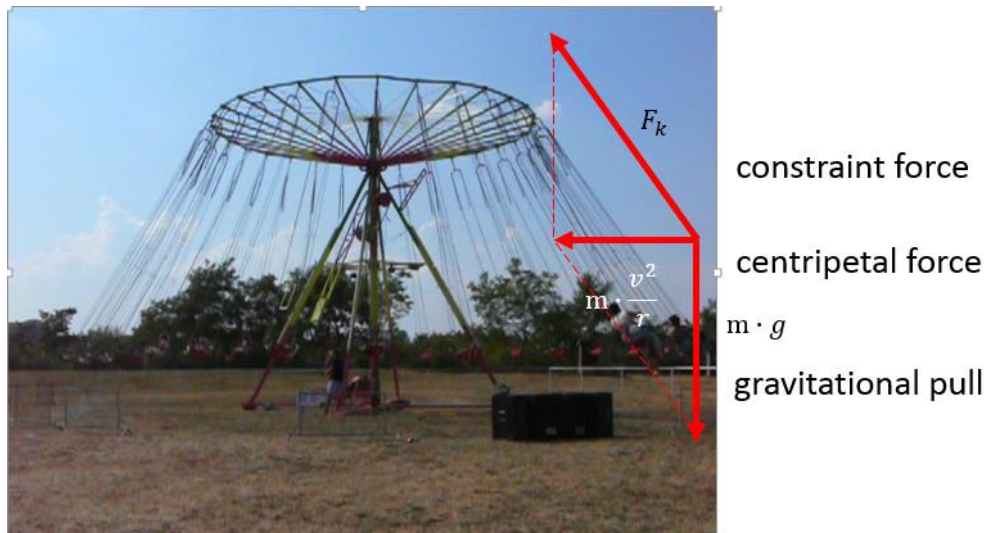 F_k
constraint force
centripetal force
m · v²/r
m · g
gravitational pull